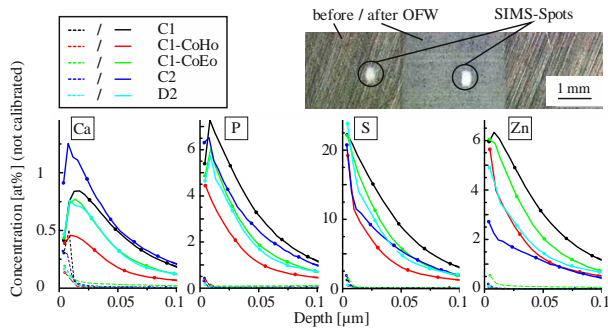 / C1
/ C1-CoHo
/ C1-CoEo
/ C2
/ D2
before / after OFW SIMS-Spots
1 mm
Concentration [at%] (not calibrated)
Ca P S Zn
1
0.5
0
6
4
2
0
20
10
0
6
4
2
0
0 0.05 0.1 0 0.05 0.1 0 0.05 0.1 0 0.05 0.1
Depth [µm]